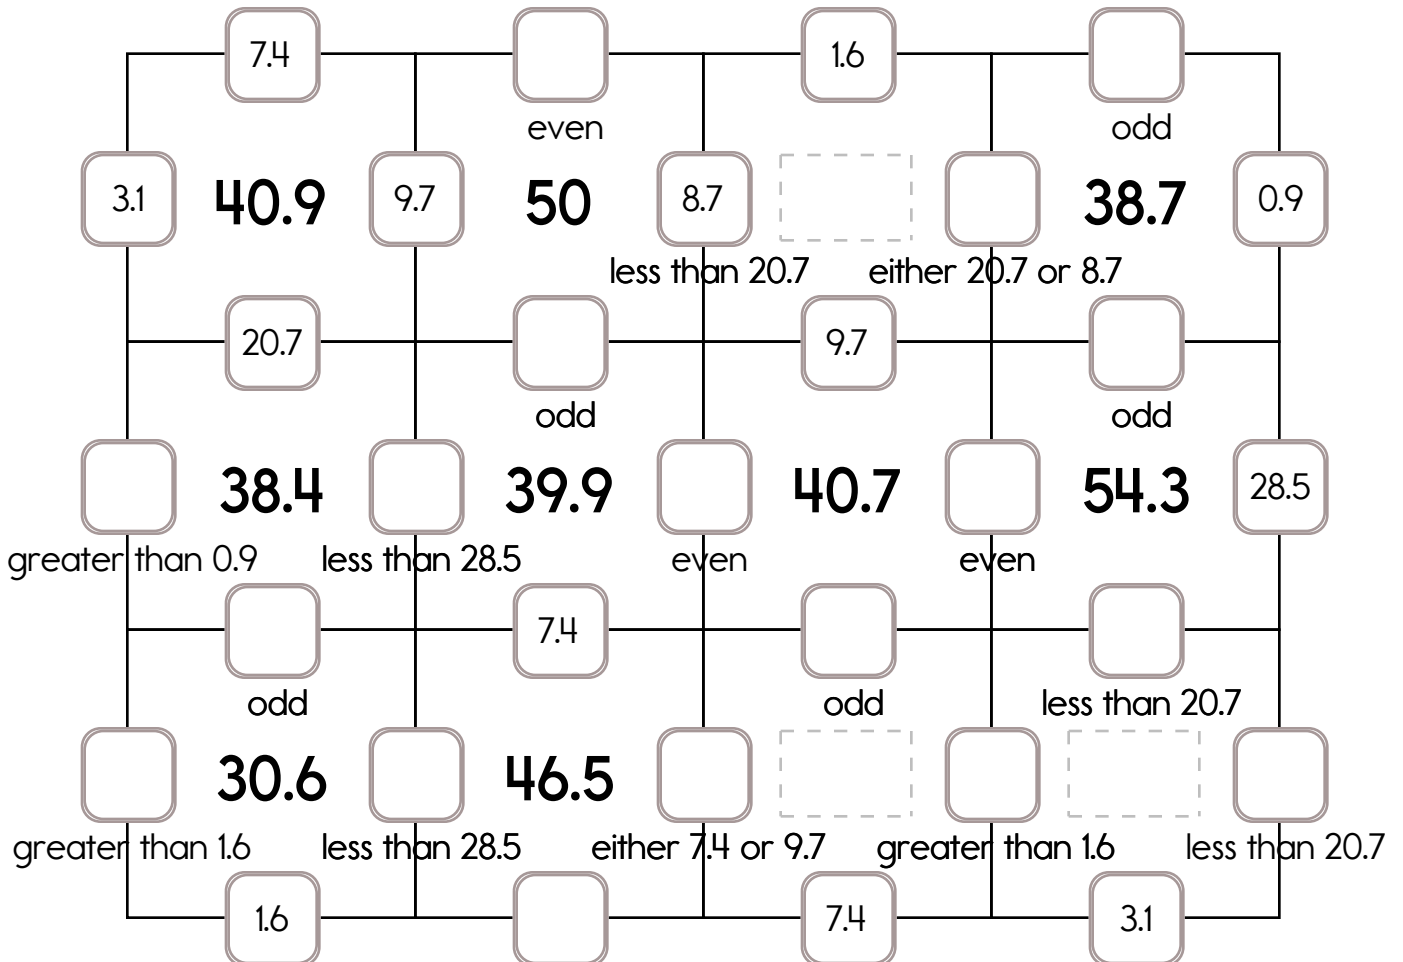 7.4 1.6
even odd
3.1 40.9 9.7 50 8.7 38.7 0.9
less than 20.7 either 20.7 or 8.7
20.7 9.7
odd odd
38.4 39.9 40.7 54.3 28.5
greater than 0.9 less than 28.5 even even
7.4
odd odd less than 20.7
30.6 46.5
greater than 1.6 less than 28.5 either 7.4 or 9.7 greater than 1.6 less than 20.7
1.6 7.4 3.1